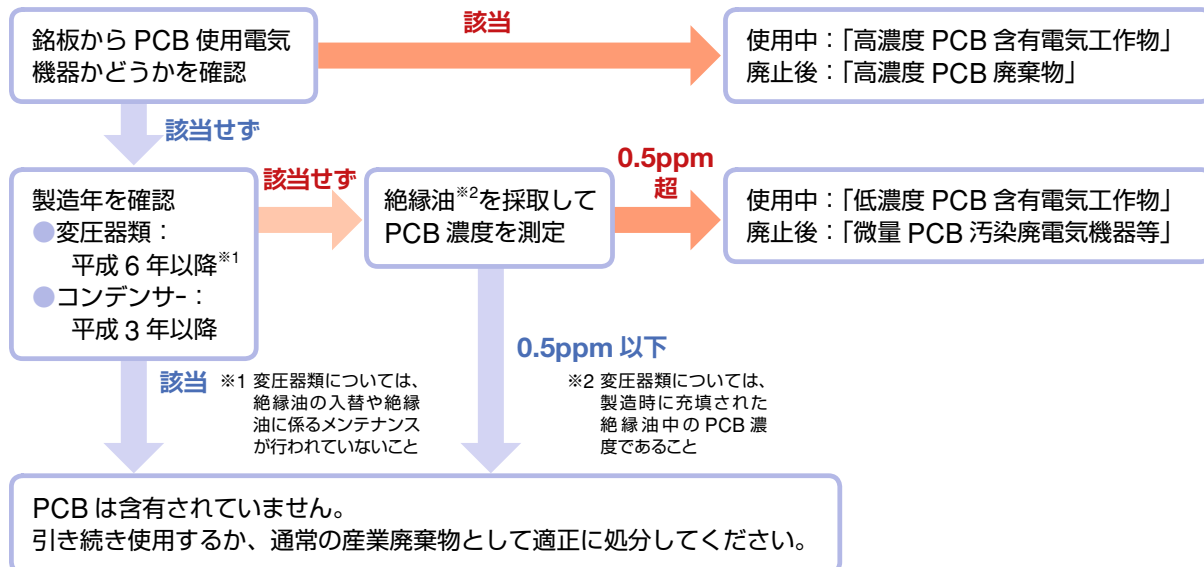 銘板から PCB 使用電気
機器かどうかを確認
該当
使用中：「高濃度 PCB 含有電気工作物」
廃止後：「高濃度 PCB 廃棄物」
該当せず
製造年を確認
●変圧器類：
平成 6 年以降※1
●コンデンサー：
平成 3 年以降
該当せず
絶縁油※2を採取して
PCB 濃度を測定
0.5ppm
超
使用中：「低濃度 PCB 含有電気工作物」
廃止後：「微量 PCB 汚染廃電気機器等」
該当
※1 変圧器類については、
絶縁油の入替や絶縁
油に係るメンテナンス
が行われていないこと
0.5ppm 以下
※2 変圧器類については、
製造時に充填された
絶縁油中の PCB 濃
度であること
PCB は含有されていません。
引き続き使用するか、通常の産業廃棄物として適正に処分してください。